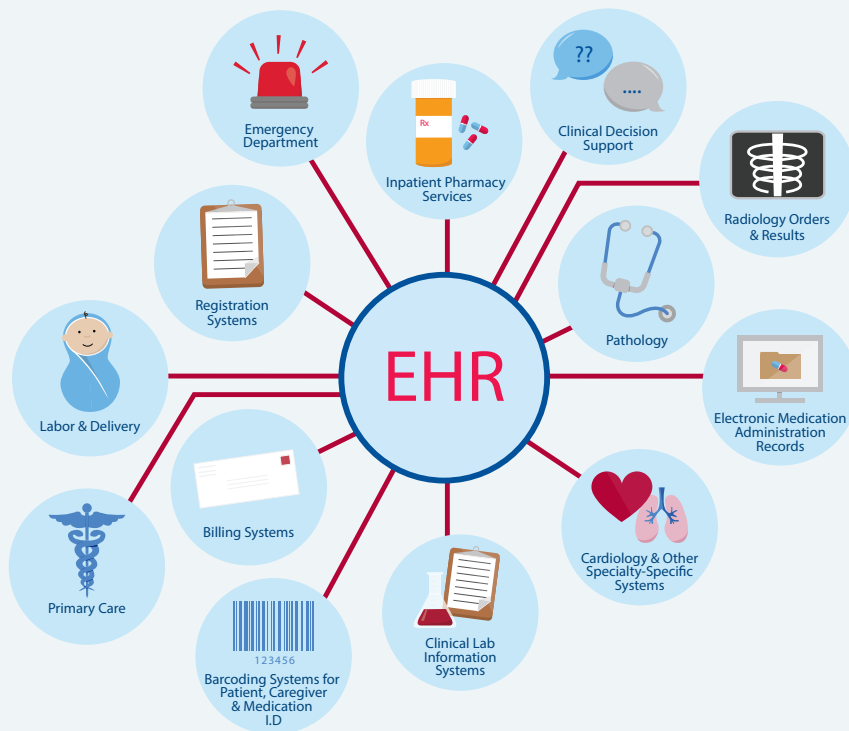 ??
....
Emergency
Department
Rx
Inpatient Pharmacy
Services
Clinical Decision
Support
Radiology Orders
& Results
Registration
Systems
Pathology
EHR
Labor & Delivery
Electronic Medication
Administration
Records
Billing Systems
Cardiology & Other
Specialty-Specific
Systems
Primary Care
Clinical Lab
Information
Systems
123456
Barcoding Systems for
Patient, Caregiver
& Medication
I.D